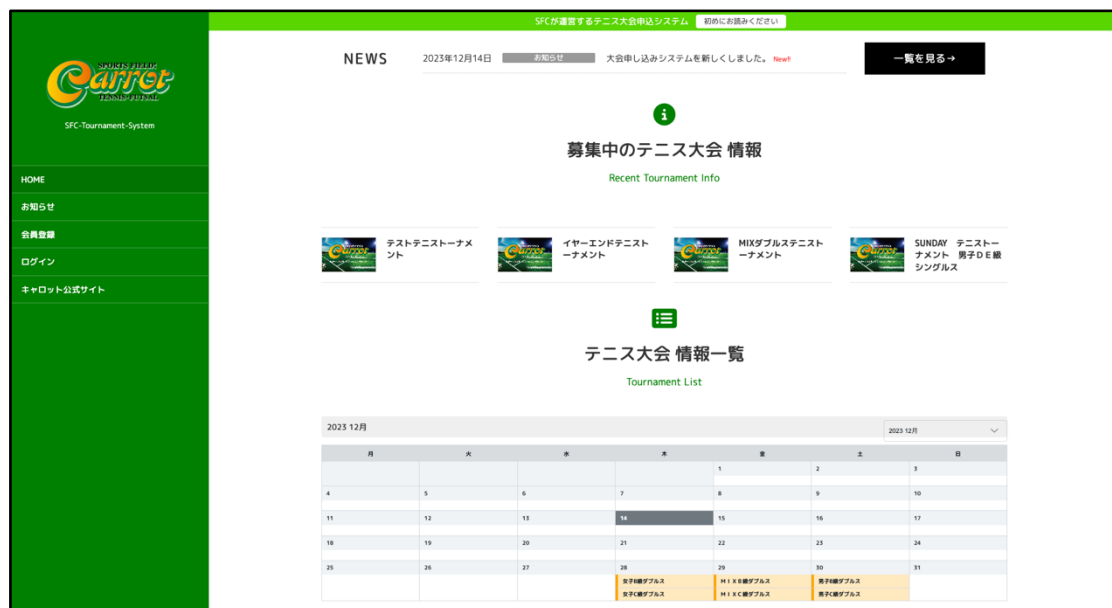 SFCが運営するテニス大会申込システム 初めにお読みください
SPORTS FIELD!
Carrot
TENNIS・FUTSAL
SFC-Tournament-System
HOME
お知らせ
会員登録
ログイン
キャロット公式サイト
NEWS 2023年12月14日 お知らせ 大会申し込みシステムを新しくしました。 New!! 一覧を見る→
募集中のテニス大会 情報
Recent Tournament Info
テストテニストーナメ
ント
イヤーエンドテニスト
ーナメント
MIXダブルステニスト
ーナメント
SUNDAY テニストー
ナメント 男子DE級
シングルス
テニス大会 情報一覧
Tournament List
2023 12月 2023 12月
月 火 水 木 金 土 日
1 2 3
4 5 6 7 8 9 10
11 12 13 14 15 16 17
18 19 20 21 22 23 24
25 26 27 28 29 30 31
女子B級ダブルス MIXB級ダブルス 男子B級ダブルス
女子C級ダブルス MIXC級ダブルス 男子C級ダブルス